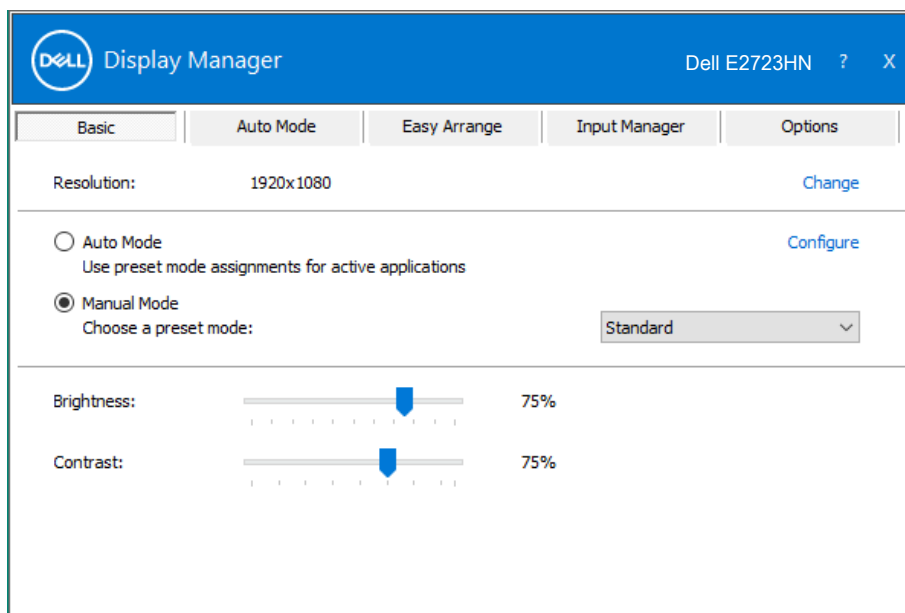 DELL Display Manager Dell E2723HN ? X
Basic Auto Mode Easy Arrange Input Manager Options
Resolution: 1920x1080 Change
Auto Mode Configure
Use preset mode assignments for active applications
Manual Mode
Choose a preset mode: Standard
Brightness: 75%
Contrast: 75%